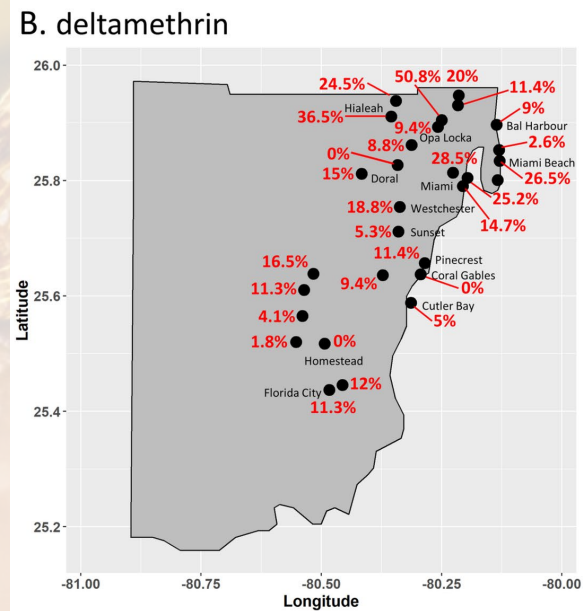 B. deltamethrin
26.0
24.5%
50.8%
20%
11.4%
Hialeah
36.5%
9.4%
9%
Bal Harbour
Opa Locka
8.8%
2.6%
0%
28.5%
Miami Beach
25.8
15%
Doral
Miami
26.5%
25.2%
18.8%
Westchester
14.7%
5.3%
Sunset
11.4%
Pinecrest
16.5%
Coral Gables
25.6
11.3%
9.4%
0%
Cutler Bay
4.1%
5%
1.8%
0%
Homestead
12%
Florida City
25.4
11.3%
25.2
Latitude
-81.00
-80.75
-80.50
-80.25
-80.00
Longitude